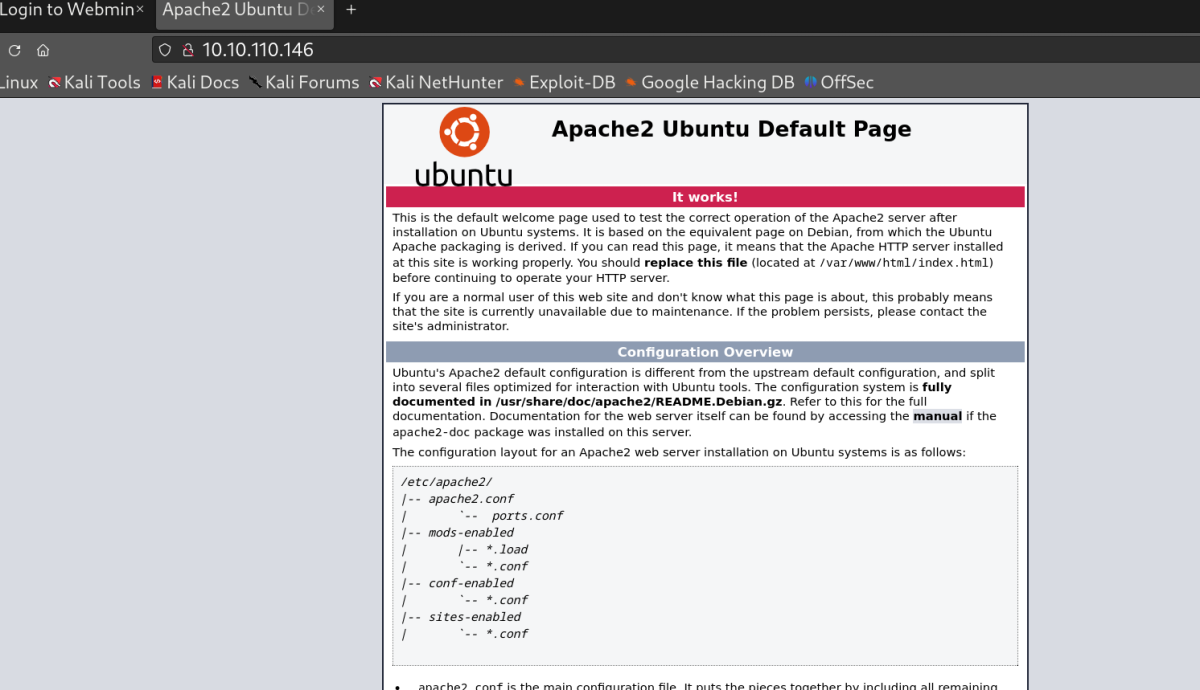 Login to Webmin
Apache2 Ubuntu D
10.10.110.146
Linux Kali Tools Kali Docs Kali Forums Kali NetHunter Exploit-DB Google Hacking DB OffSec
ubuntu
Apache2 Ubuntu Default Page
It works!
This is the default welcome page used to test the correct operation of the Apache2 server after
installation on Ubuntu systems. It is based on the equivalent page on Debian, from which the Ubuntu
Apache packaging is derived. If you can read this page, it means that the Apache HTTP server installed
at this site is working properly. You should replace this file (located at /var/www/html/index.html)
before continuing to operate your HTTP server.
If you are a normal user of this web site and don't know what this page is about, this probably means
that the site is currently unavailable due to maintenance. If the problem persists, please contact the
site's administrator.
Configuration Overview
Ubuntu's Apache2 default configuration is different from the upstream default configuration, and split
into several files optimized for interaction with Ubuntu tools. The configuration system is fully
documented in /usr/share/doc/apache2/README.Debian.gz. Refer to this for the full
documentation. Documentation for the web server itself can be found by accessing the manual if the
apache2-doc package was installed on this server.
The configuration layout for an Apache2 web server installation on Ubuntu systems is as follows:
/etc/apache2/
|-- apache2.conf
|       `--  ports.conf
|-- mods-enabled
|       |-- *.load
|       `-- *.conf
|-- conf-enabled
|       `-- *.conf
|-- sites-enabled
|       `-- *.conf
• apache2.conf is the main configuration file. It puts the pieces together by including all remaining